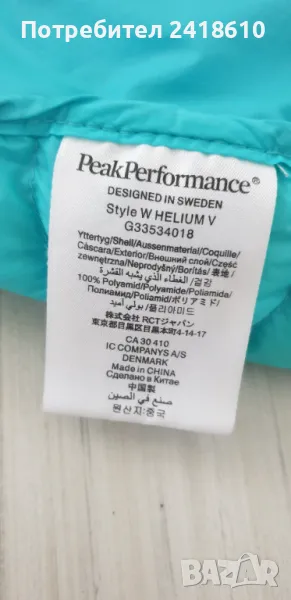 Потребител 2418610
PeakPerformance®
DESIGNED IN SWEDEN
Style W HELIUM V
G33534018
Yttertyg/Shell/Aussenmaterial/Coquille/
Cáscara/Exterior/Внешний слой/Część
zewnętrzna/Neprodyšný/Borítás/表地/
الغطاء الذي يشبه القشرة/겉감
100% Polyamid/Polyamide/Poliamida/
Poliamid/Полиамид/ポリアミド/
بولي أميد/폴리아미드
株式会社 RCTジャパン
東京都目黒区目黒本町4-14-17
CA 30 410
IC COMPANYS A/S
DENMARK
Made in CHINA
Сделано в Китае
中国製
صنع في الصين
원산지:중국
BAZAR